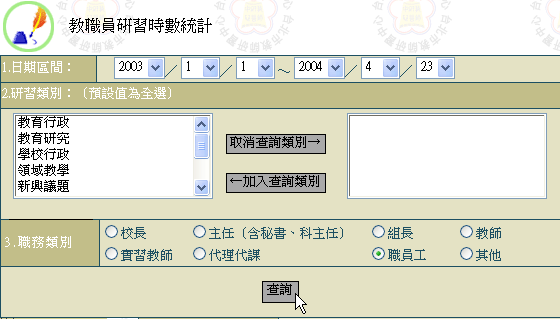 教職員研習時數統計
1.日期區間： 2003 ／ 1 ／ 1 ～ 2004 ／ 4 ／ 23
2.研習類別：〔預設值為全選〕
教育行政
教育研究
學校行政
領域教學
新興議題
取消查詢類別→
←加入查詢類別
3.職務類別
校長 主任〔含秘書、科主任〕 組長 教師
實習教師 代理代課 職員工 其他
查詢